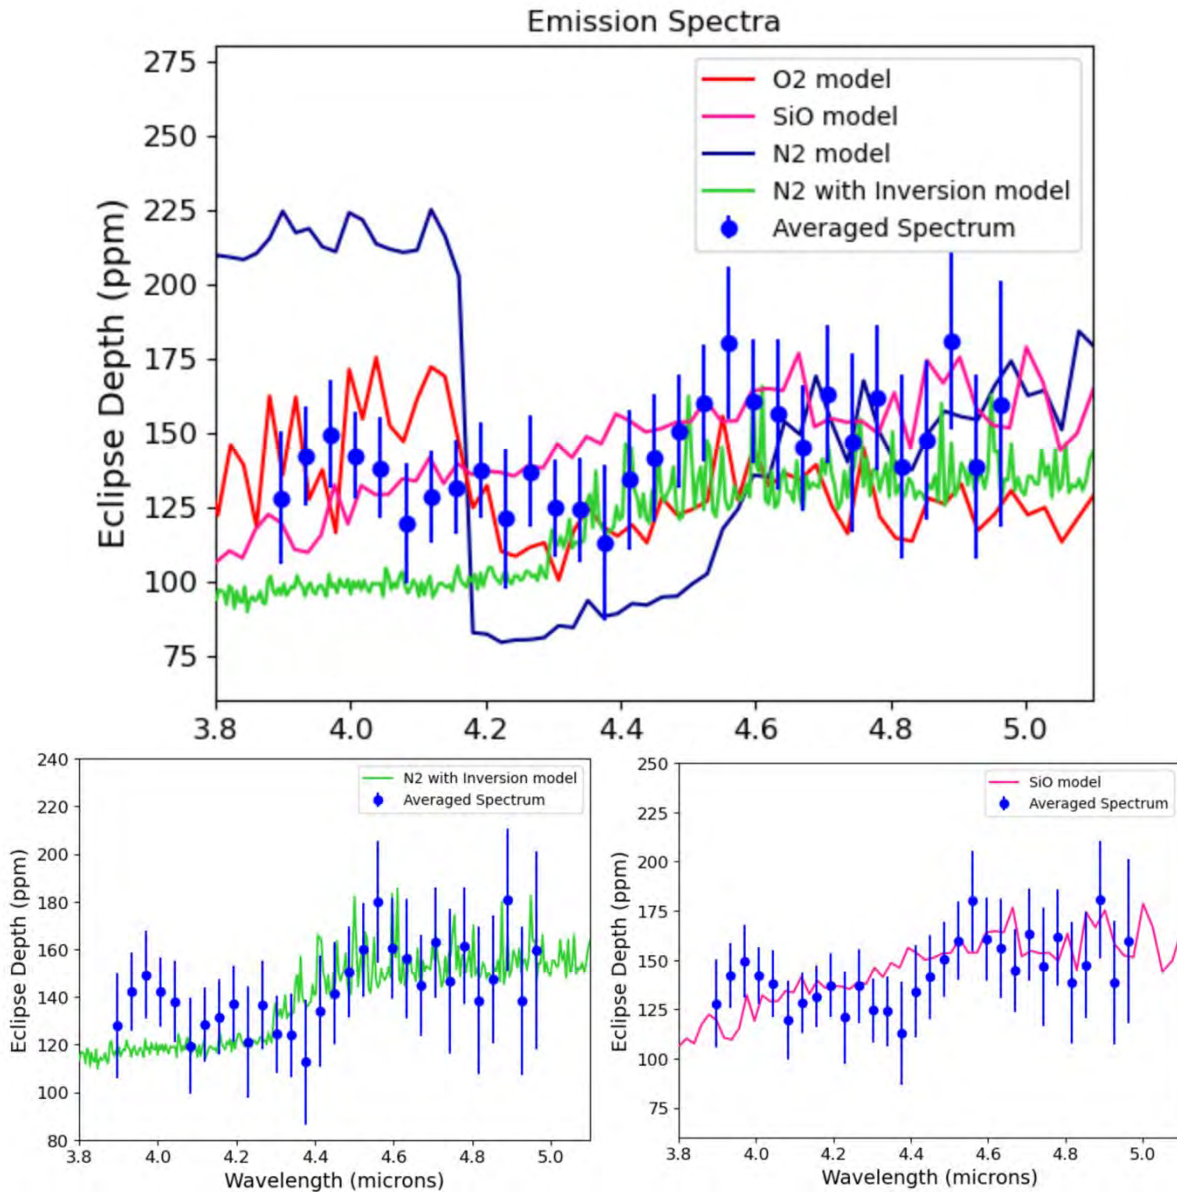 Emission Spectra
275
250
225
200
175
150
125
100
75
Eclipse Depth (ppm)
O2 model
SiO model
N2 model
N2 with Inversion model
Averaged Spectrum
3.8 4.0 4.2 4.4 4.6 4.8 5.0
240
220
200
180
160
140
120
100
80
Eclipse Depth (ppm)
N2 with Inversion model
Averaged Spectrum
3.8 4.0 4.2 4.4 4.6 4.8 5.0
Wavelength (microns)
250
225
200
175
150
125
100
75
Eclipse Depth (ppm)
SiO model
Averaged Spectrum
3.8 4.0 4.2 4.4 4.6 4.8 5.0
Wavelength (microns)